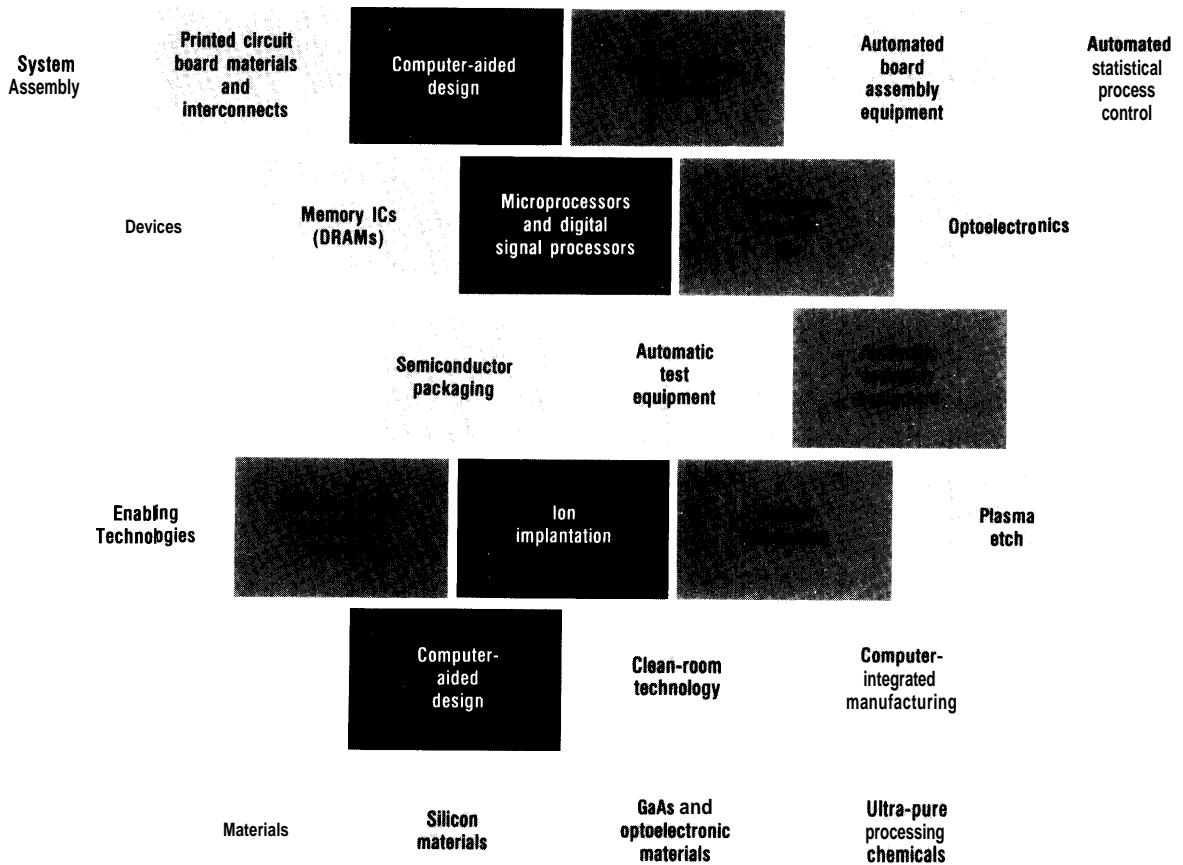 System
Assembly
Printed circuit
board materials
and
interconnects
Computer-aided
design
Automated
board
assembly
equipment
Automated
statistical
process
control
Devices
Memory ICs
(DRAMs)
Microprocessors
and digital
signal processors
Optoelectronics
Semiconductor
packaging
Automatic
test
equipment
Enabling
Technologies
Ion
implantation
Plasma
etch
Computer-
aided
design
Clean-room
technology
Computer-
integrated
manufacturing
Materials
Silicon
materials
GaAs and
optoelectronic
materials
Ultra-pure
processing
chemicals